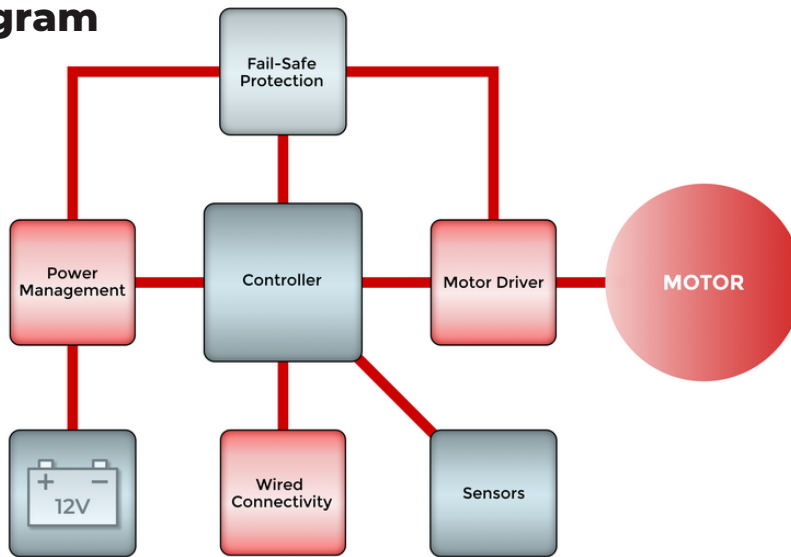 gram
Fail-Safe
Protection
Power
Management
Controller
Motor Driver
MOTOR
+ −
12V
Wired
Connectivity
Sensors